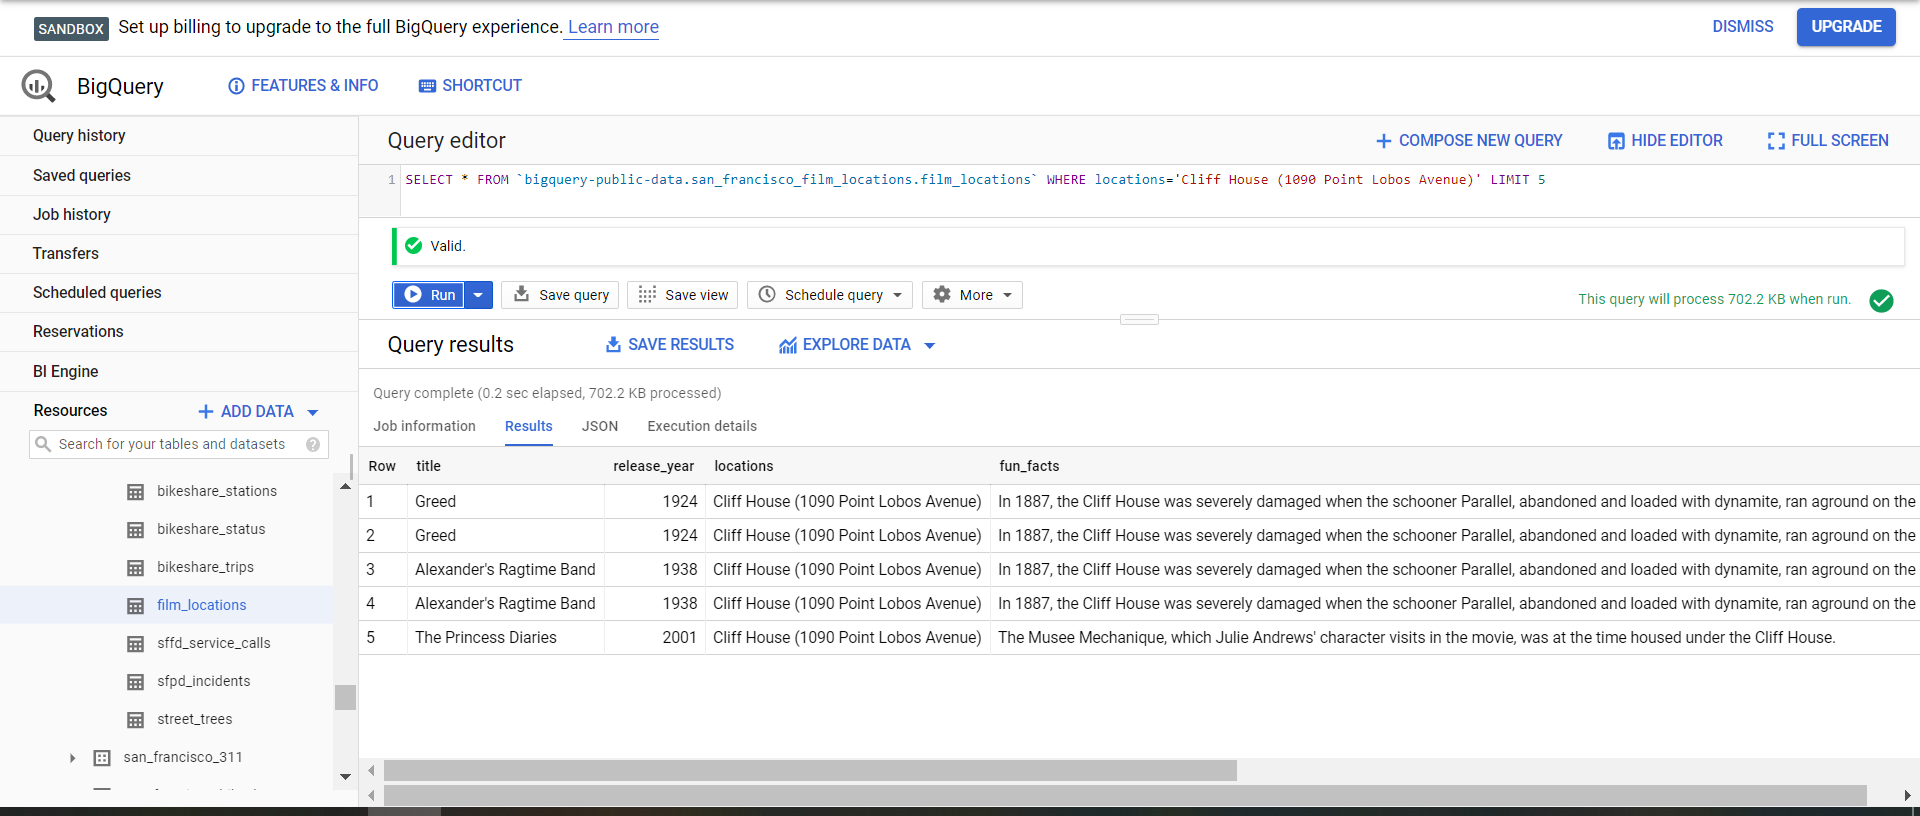 SANDBOX Set up billing to upgrade to the full BigQuery experience. Learn more DISMISS UPGRADE
BigQuery FEATURES & INFO SHORTCUT
Query history
Saved queries
Job history
Transfers
Scheduled queries
Reservations
BI Engine
Resources ADD DATA
Search for your tables and datasets
bikeshare_stations
bikeshare_status
bikeshare_trips
film_locations
sffd_service_calls
sfpd_incidents
street_trees
san_francisco_311
Query editor COMPOSE NEW QUERY HIDE EDITOR FULL SCREEN
1 SELECT * FROM `bigquery-public-data.san_francisco_film_locations.film_locations` WHERE locations='Cliff House (1090 Point Lobos Avenue)' LIMIT 5
Valid.
Run Save query Save view Schedule query More This query will process 702.2 KB when run.
Query results SAVE RESULTS EXPLORE DATA
Query complete (0.2 sec elapsed, 702.2 KB processed)
Job information Results JSON Execution details
Row title release_year locations fun_facts
1 Greed 1924 Cliff House (1090 Point Lobos Avenue) In 1887, the Cliff House was severely damaged when the schooner Parallel, abandoned and loaded with dynamite, ran aground on the
2 Greed 1924 Cliff House (1090 Point Lobos Avenue) In 1887, the Cliff House was severely damaged when the schooner Parallel, abandoned and loaded with dynamite, ran aground on the
3 Alexander's Ragtime Band 1938 Cliff House (1090 Point Lobos Avenue) In 1887, the Cliff House was severely damaged when the schooner Parallel, abandoned and loaded with dynamite, ran aground on the
4 Alexander's Ragtime Band 1938 Cliff House (1090 Point Lobos Avenue) In 1887, the Cliff House was severely damaged when the schooner Parallel, abandoned and loaded with dynamite, ran aground on the
5 The Princess Diaries 2001 Cliff House (1090 Point Lobos Avenue) The Musee Mechanique, which Julie Andrews' character visits in the movie, was at the time housed under the Cliff House.